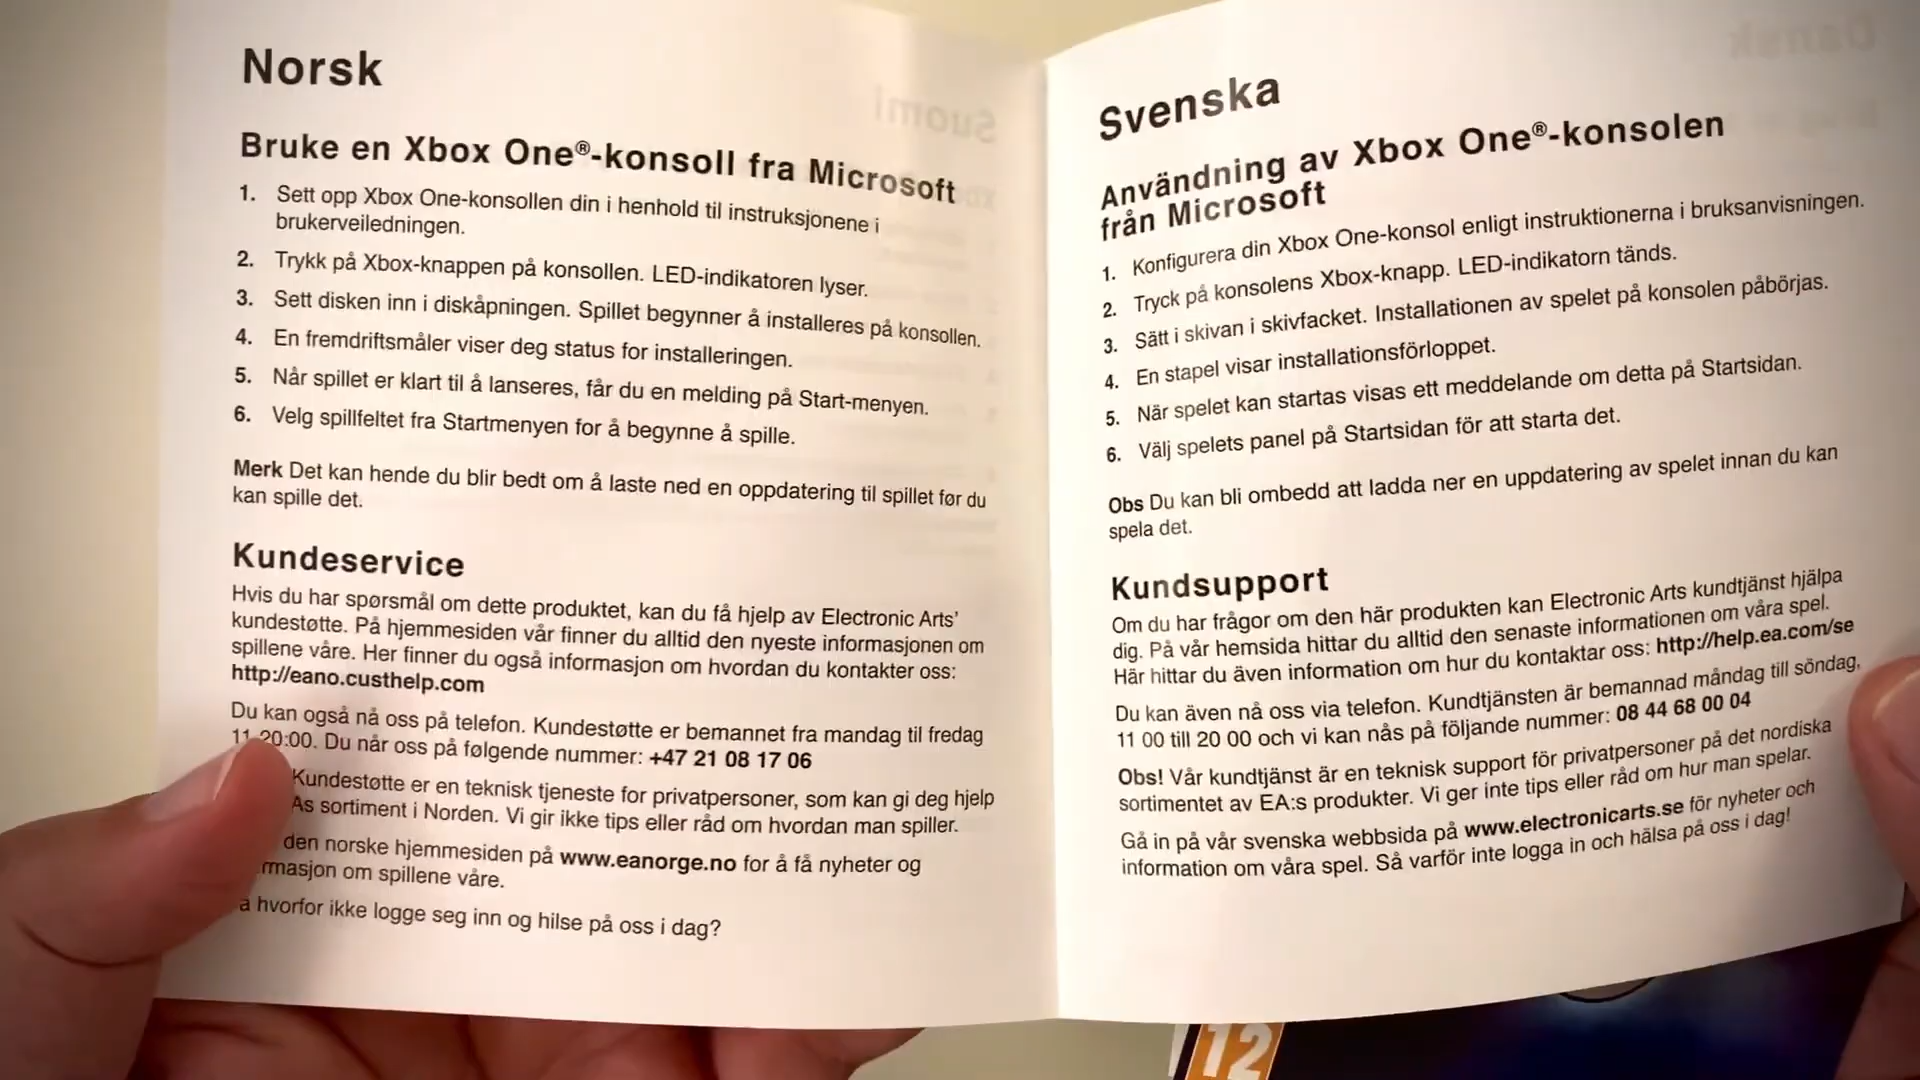 Norsk
Bruke en Xbox One®-konsoll fra Microsoft
1. Sett opp Xbox One-konsollen din i henhold til instruksjonene i
brukerveiledningen.
2. Trykk på Xbox-knappen på konsollen. LED-indikatoren lyser.
3. Sett disken inn i diskåpningen. Spillet begynner å installeres på konsollen.
4. En fremdriftsmåler viser deg status for installeringen.
5. Når spillet er klart til å lanseres, får du en melding på Start-menyen.
6. Velg spillfeltet fra Startmenyen for å begynne å spille.
Merk Det kan hende du blir bedt om å laste ned en oppdatering til spillet før du
kan spille det.
Kundeservice
Hvis du har spørsmål om dette produktet, kan du få hjelp av Electronic Arts'
kundestøtte. På hjemmesiden vår finner du alltid den nyeste informasjonen om
spillene våre. Her finner du også informasjon om hvordan du kontakter oss:
http://eano.custhelp.com
Du kan også nå oss på telefon. Kundestøtte er bemannet fra mandag til fredag
11-20:00. Du når oss på følgende nummer: +47 21 08 17 06
Kundestøtte er en teknisk tjeneste for privatpersoner, som kan gi deg hjelp
As sortiment i Norden. Vi gir ikke tips eller råd om hvordan man spiller.
den norske hjemmesiden på www.eanorge.no for å få nyheter og
rmasjon om spillene våre.
hvorfor ikke logge seg inn og hilse på oss i dag?
Svenska
Användning av Xbox One®-konsolen
från Microsoft
1. Konfigurera din Xbox One-konsol enligt instruktionerna i bruksanvisningen.
2. Tryck på konsolens Xbox-knapp. LED-indikatorn tänds.
3. Sätt i skivan i skivfacket. Installationen av spelet på konsolen påbörjas.
4. En stapel visar installationsförloppet.
5. När spelet kan startas visas ett meddelande om detta på Startsidan.
6. Välj spelets panel på Startsidan för att starta det.
Obs Du kan bli ombedd att ladda ner en uppdatering av spelet innan du kan
spela det.
Kundsupport
Om du har frågor om den här produkten kan Electronic Arts kundtjänst hjälpa
dig. På vår hemsida hittar du alltid den senaste informationen om våra spel.
Här hittar du även information om hur du kontaktar oss: http://help.ea.com/se
Du kan även nå oss via telefon. Kundtjänsten är bemannad måndag till söndag,
11 00 till 20 00 och vi kan nås på följande nummer: 08 44 68 00 04
Obs! Vår kundtjänst är en teknisk support för privatpersoner på det nordiska
sortimentet av EA:s produkter. Vi ger inte tips eller råd om hur man spelar.
Gå in på vår svenska webbsida på www.electronicarts.se för nyheter och
information om våra spel. Så varför inte logga in och hälsa på oss i dag!
12